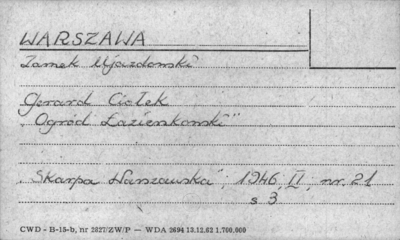 WARSZAWA
Zamek Ujazdowski
Gerard Ciołek
"Ogród Łazienkowski"
"Skarpa Warszawska", 1946, II, nr. 21
s 3
CWD - B-15-b, nr 2827/ZW/P — WDA 2694 13.12.62 1.700.000